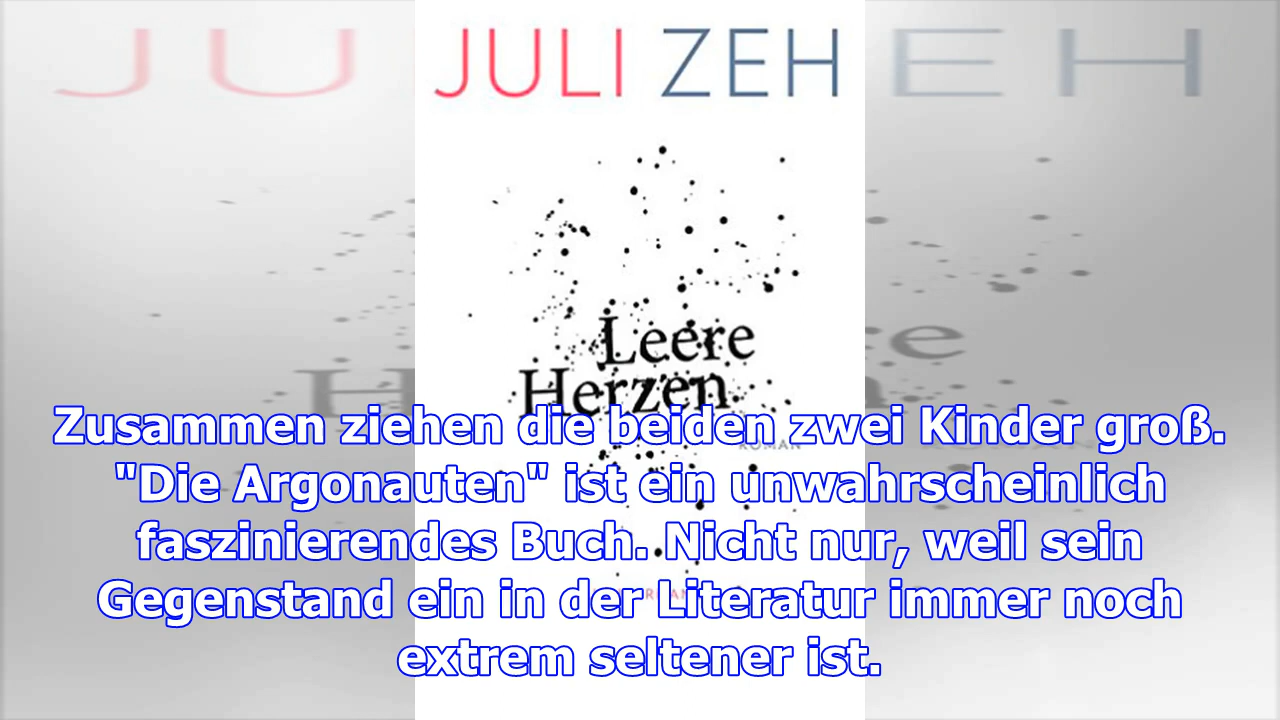 JULI ZEH
Leere
Herzen
ROMAN
Zusammen ziehen die beiden zwei Kinder groß.
"Die Argonauten" ist ein unwahrscheinlich
faszinierendes Buch. Nicht nur, weil sein
Gegenstand ein in der Literatur immer noch
extrem seltener ist.